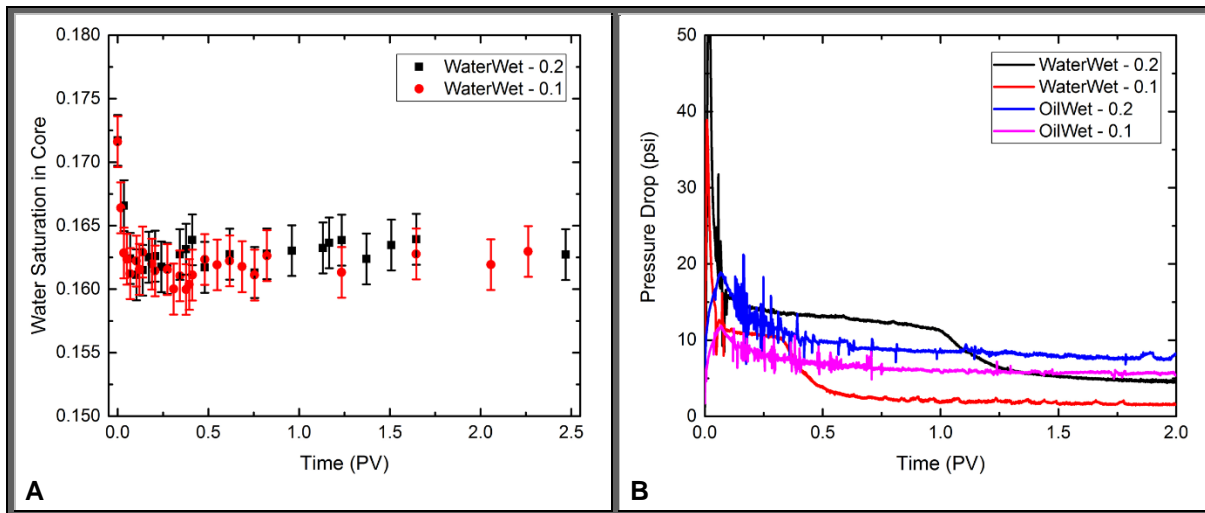 0.180
0.175
0.170
0.165
0.160
0.155
0.150
Water Saturation in Core
WaterWet - 0.2
WaterWet - 0.1
0.0 0.5 1.0 1.5 2.0 2.5
Time (PV)
A
50
40
30
20
10
0
Pressure Drop (psi)
WaterWet - 0.2
WaterWet - 0.1
OilWet - 0.2
OilWet - 0.1
0.0 0.5 1.0 1.5 2.0
Time (PV)
B